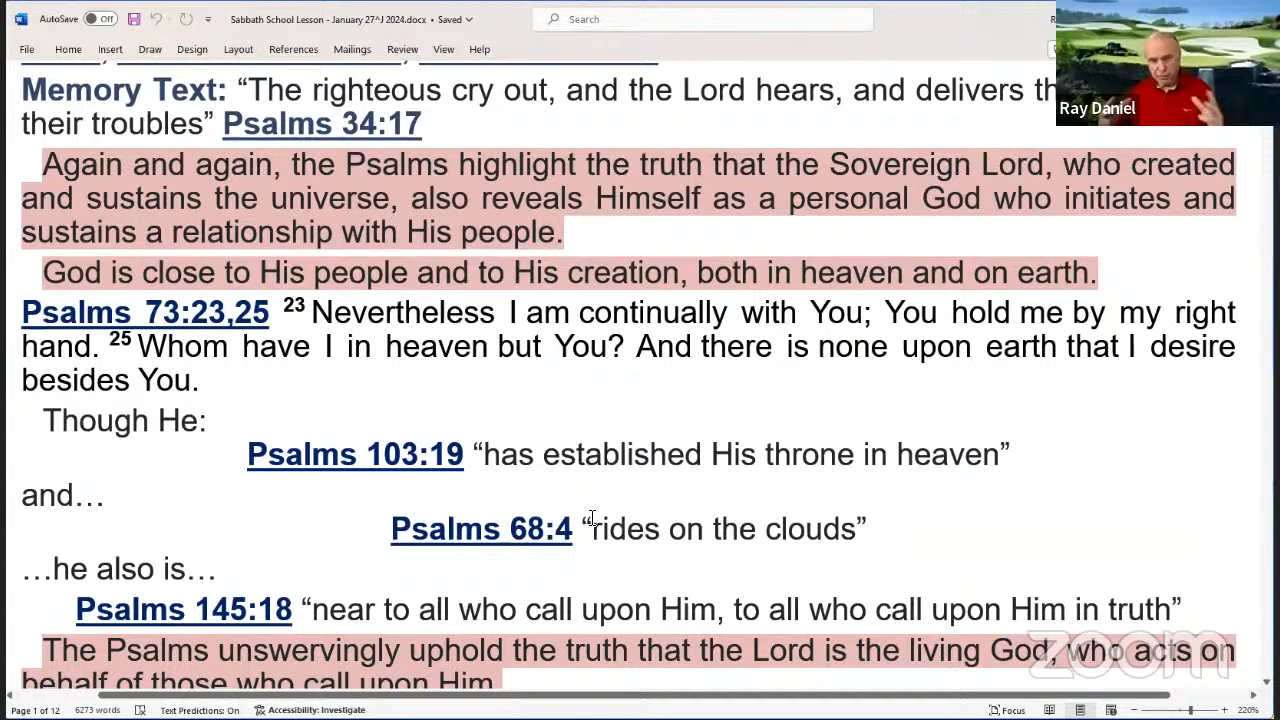 AutoSave Off Sabbath School Lesson - January 27^J 2024.docx • Saved Search R
File Home Insert Draw Design Layout References Mailings Review View Help
Memory Text: “The righteous cry out, and the Lord hears, and delivers
their troubles” Psalms 34:17
Ray Daniel
Again and again, the Psalms highlight the truth that the Sovereign Lord, who created
and sustains the universe, also reveals Himself as a personal God who initiates and
sustains a relationship with His people.
God is close to His people and to His creation, both in heaven and on earth.
Psalms 73:23,25 23 Nevertheless I am continually with You; You hold me by my right
hand. 25 Whom have I in heaven but You? And there is none upon earth that I desire
besides You.
Though He:
Psalms 103:19 “has established His throne in heaven”
and…
Psalms 68:4 “rides on the clouds”
…he also is…
Psalms 145:18 “near to all who call upon Him, to all who call upon Him in truth”
The Psalms unswervingly uphold the truth that the Lord is the living God, who acts on
behalf of those who call upon Him.
zoom
Page 1 of 12 6273 words Text Predictions: On Accessibility: Investigate Focus 220%